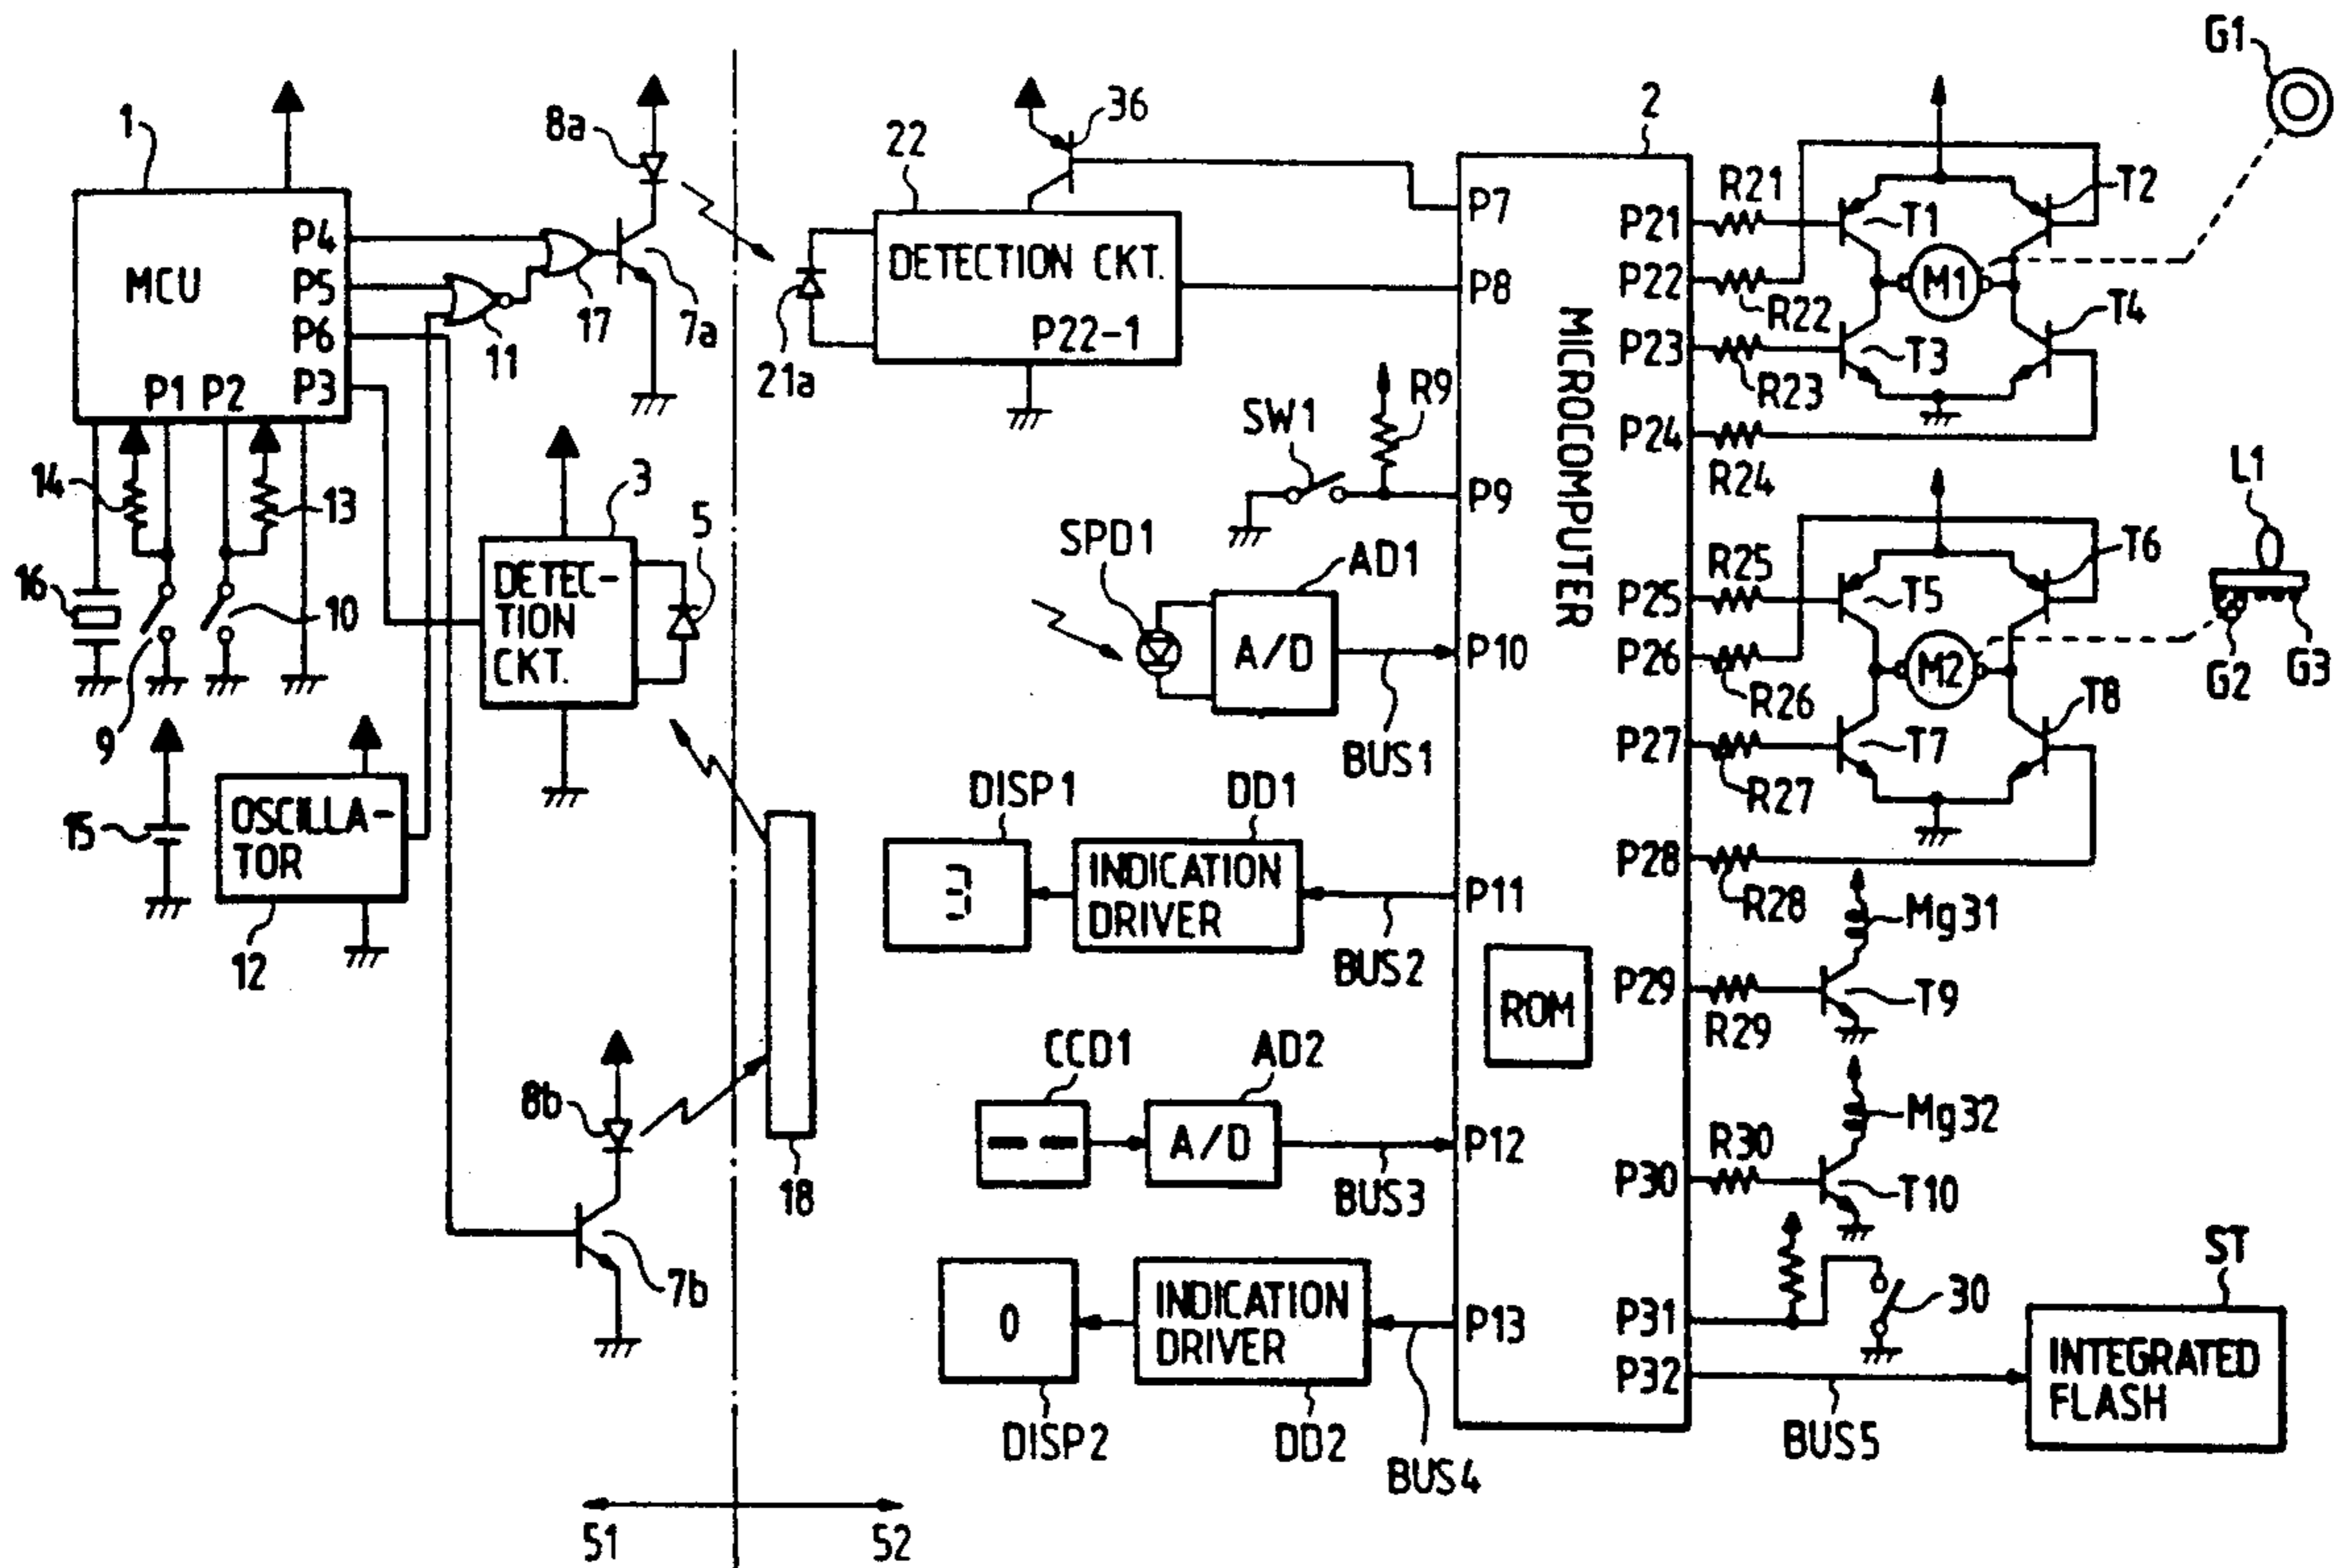 G1
1
8a
36
22
2
R21
T2
MCU
P4
P5
P6
P3
P1
P2
11
17
7a
21a
DETECTION CKT.
P22-1
P7
P8
P21
P22
P23
P24
T1
M1
R22
T4
T3
R23
R24
SW1
R9
P9
MICROCOMPUTER
14
13
3
5
16
9
10
DETEC-
TION
CKT.
SPD1
AD1
A/D
P10
BUS1
R25
T6
L1
P25
T5
P26
M2
R26
G2
G3
T8
P27
T7
R27
P28
R28
15
OSCILLA-
TOR
12
DISP1
DD1
INDICATION
DRIVER
P11
BUS2
Mg31
ROM
P29
T9
R29
CCD1
AD2
A/D
P12
BUS3
8b
18
7b
Mg32
R30
P30
T10
DISP2
0
DD2
INDICATION
DRIVER
P13
BUS4
P31
30
ST
P32
INTEGRATED
FLASH
BUS5
51
52